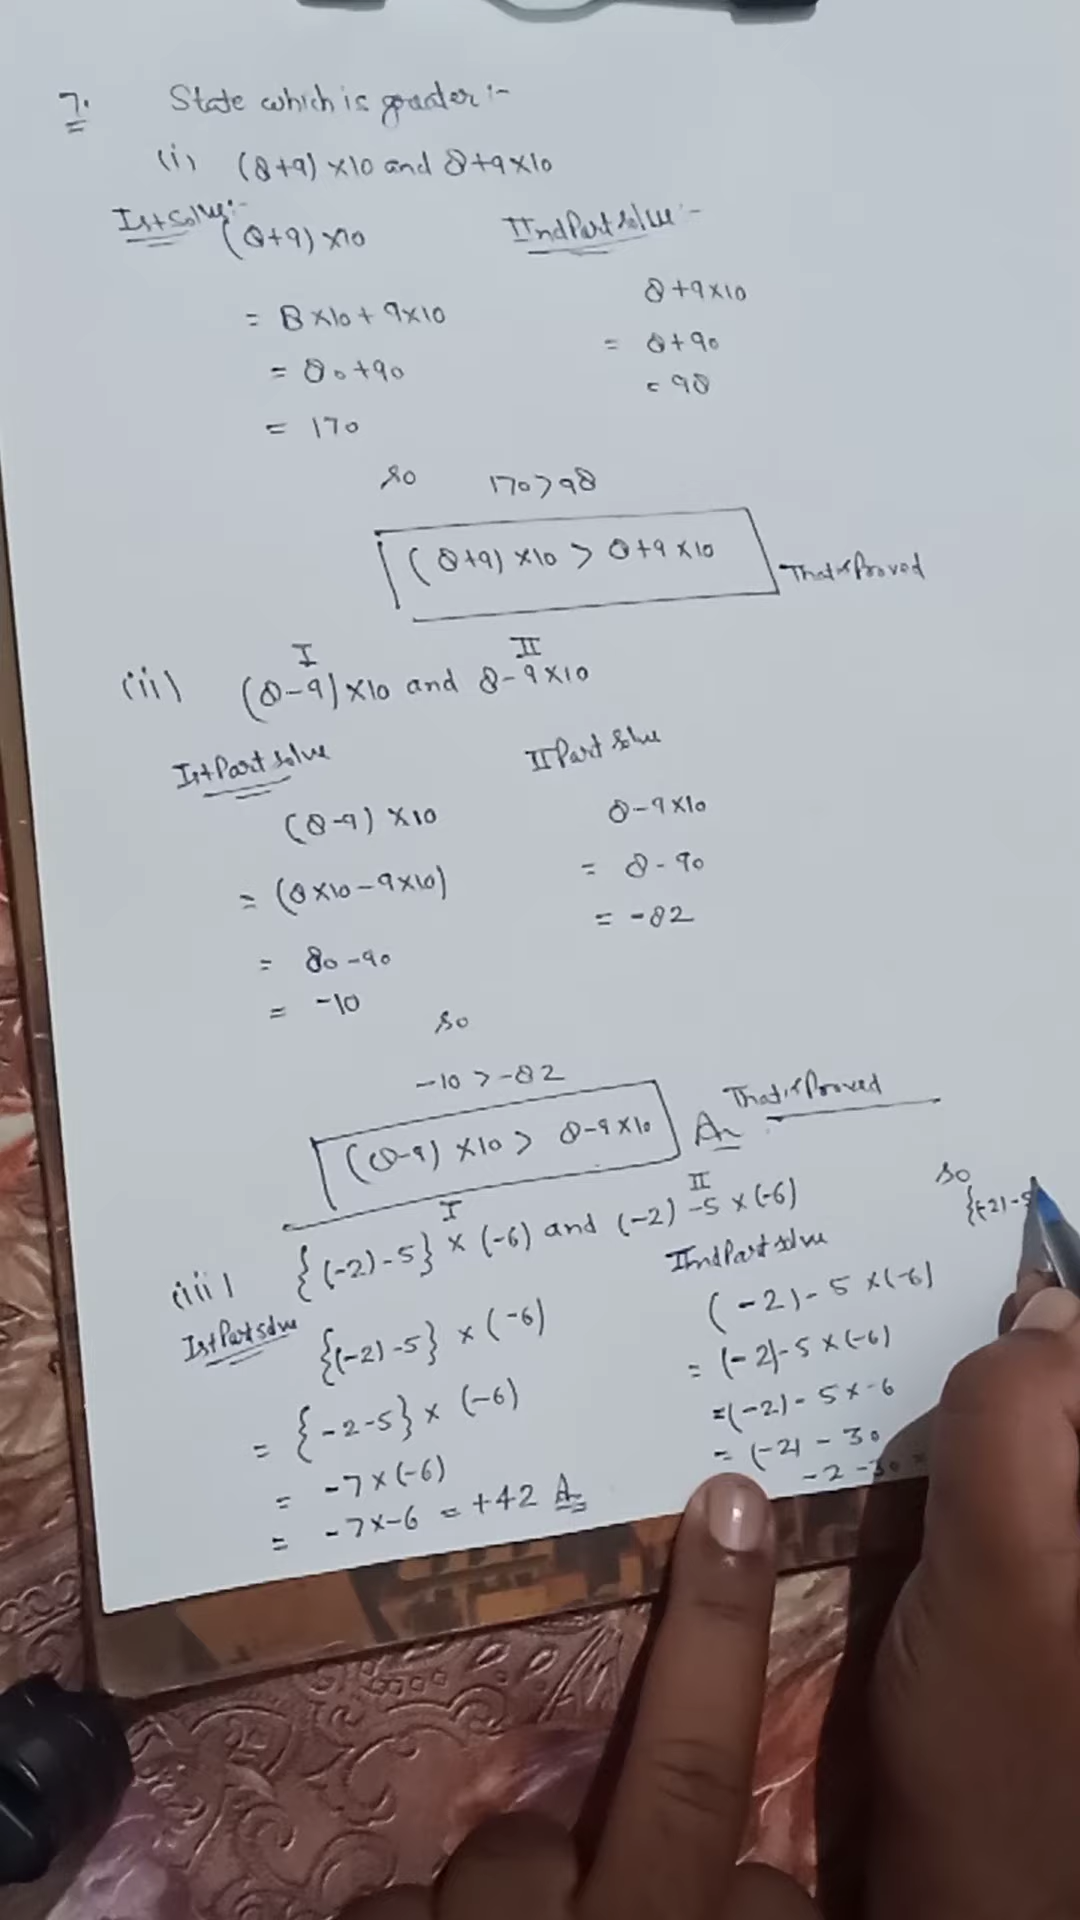 7. State which is greater :-
(i) (8+9) ×10 and 8+9×10
Ist Solve:-
(8+9) ×10
= 8×10 + 9×10
= 80+90
= 170
IInd Part solve :-
8+9×10
= 8+90
= 98
so 170>98
(8+9) ×10 > 8+9×10
That is Proved
I II
(ii) (8-9)×10 and 8-9×10
Ist Part solve
(8-9) ×10
= (8×10-9×10)
= 80-90
= -10
II Part solve
8-9×10
= 8-90
= -82
so
-10 >-82
(8-9) ×10 > 8-9×10
That is Proved
I II
(iii) {(-2)-5} × (-6) and (-2) -5 × (-6)
Ist Part solve
{(-2)-5} × (-6)
= {-2-5} × (-6)
= -7×(-6)
= -7×-6 = +42
IInd Part solve
(-2)- 5 ×(-6)
= (-2)-5 ×(-6)
=(-2)- 5×-6
= (-2) - 30
-2-30 =
so
{(-2)-5